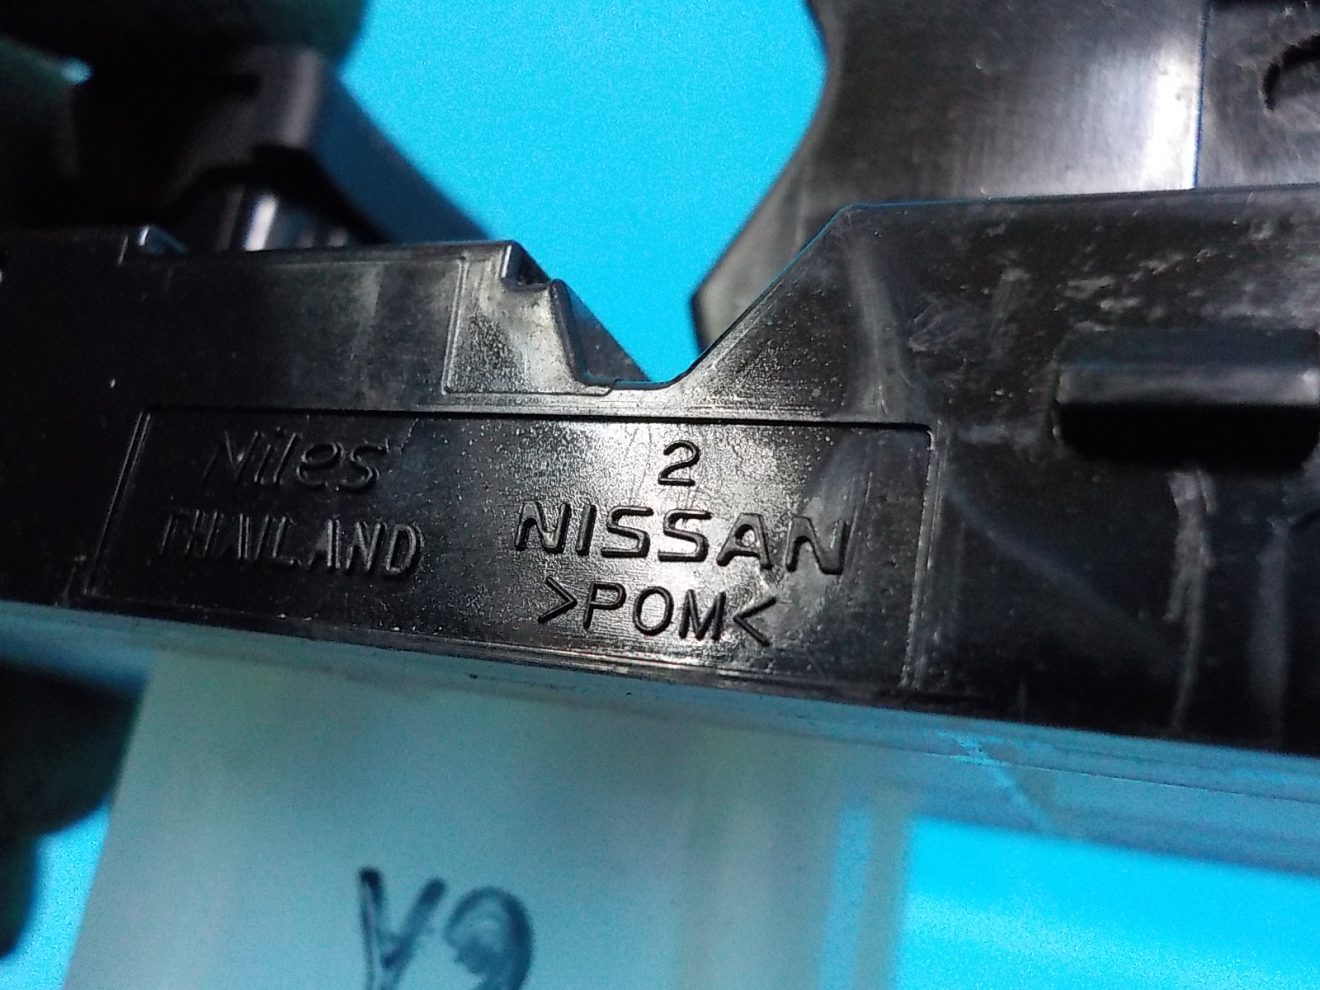 Niles
THAILAND
2
NISSAN
>POM<